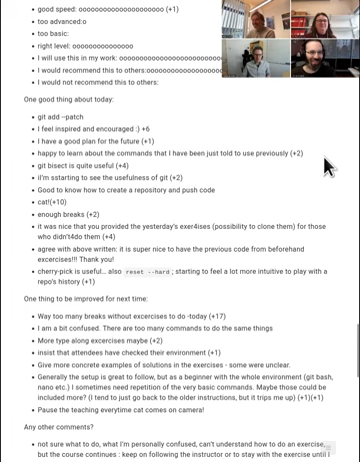 good speed: oooooooooooooooooooo (+1)
too advanced:o
too basic:
right level: ooooooooooooooo
I will use this in my work:
I would recommend this to others:
I would not recommend this to others:
One good thing about today:
git add --patch
I feel inspired and encouraged :) +6
I have a good plan for the future (+1)
happy to learn about the commands that I have been just told to use previously (+2)
git bisect is quite useful (+4)
i'm starting to see the usefulness of git (+2)
Good to know how to create a repository and push code
cat!(+10)
enough breaks (+2)
it was nice that you provided the yesterday's exer4ises (possibility to clone them) for those
who didn't4do them (+4)
agree with above written: it is super nice to have the previous code from beforehand
excercises!!! Thank you!
cherry-pick is useful... also reset --hard; starting to feel a lot more intuitive to play with a
repo's history (+1)
One thing to be improved for next time:
Way too many breaks without excercises to do -today (+17)
I am a bit confused. There are too many commands to do the same things
More type along exercises maybe (+2)
insist that attendees have checked their environment (+1)
Give more concrete examples of solutions in the exercises - some were unclear.
Generally the setup is great to follow, but as a beginner with the whole environment (git bash,
nano etc.) I sometimes need repetition of the very basic commands. Maybe those could be
included more? (I tend to just go back to the older instructions, but it trips me up) (+1)(+1)
Pause the teaching everytime cat comes on camera!
Any other comments?
not sure what to do, what I'm personally confused, can't understand how to do an exercise,
but the course continues : keep on following the instructor or to stay with the exercise until I